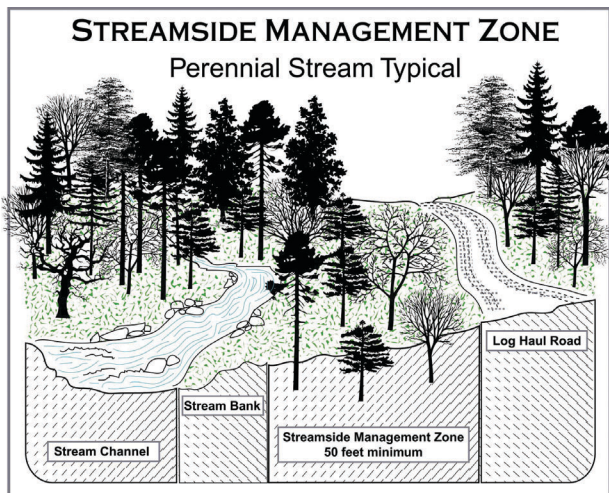 STREAMSIDE MANAGEMENT ZONE
Perennial Stream Typical
Log Haul Road
Stream Bank
Stream Channel
Streamside Management Zone
50 feet minimum